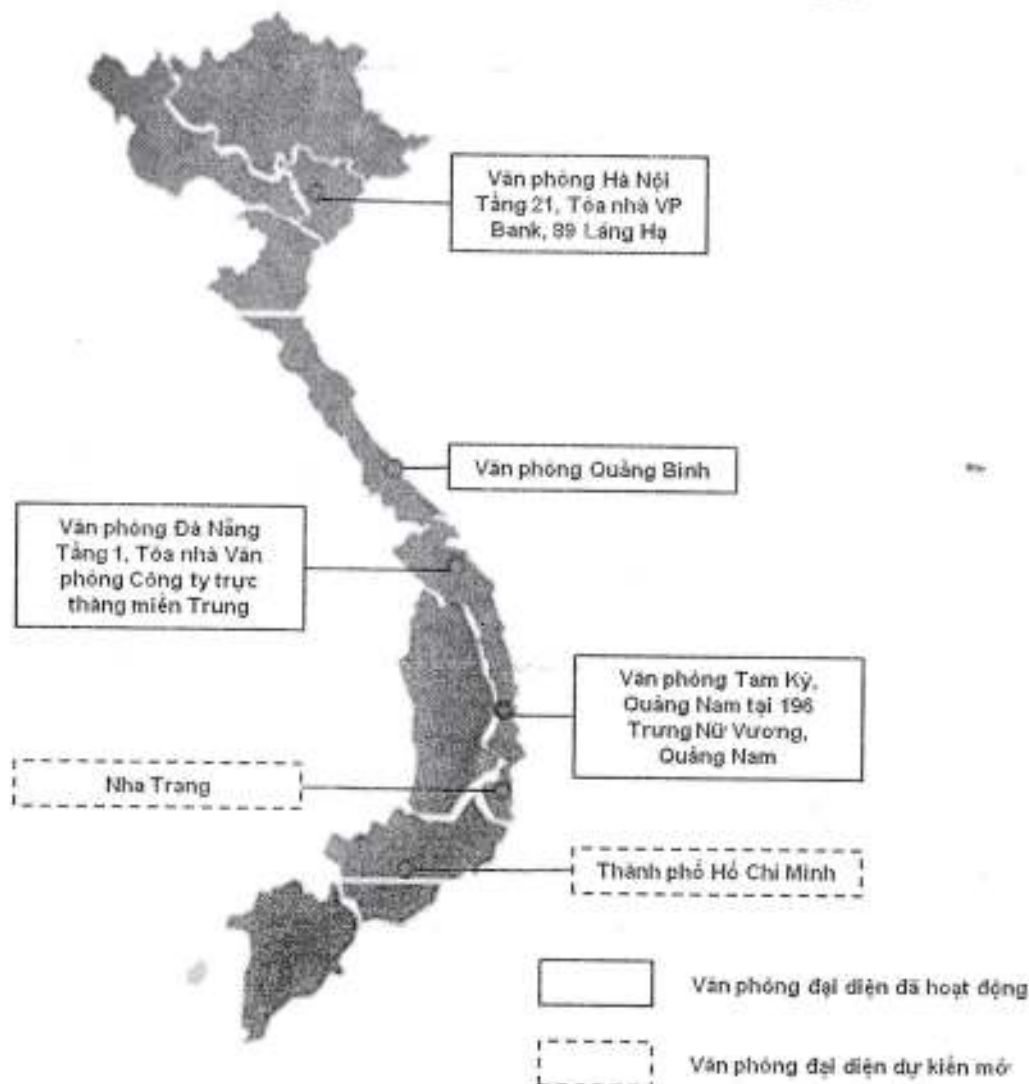 Văn phòng Hà Nội
Tầng 21, Tòa nhà VP
Bank, 89 Láng Hạ
Văn phòng Quảng Bình
Văn phòng Đà Nẵng
Tầng 1, Tòa nhà Văn
phòng Công ty trực
thăng miền Trung
Văn phòng Tam Kỳ,
Quảng Nam tại 196
Trưng Nữ Vương,
Quảng Nam
Nha Trang
Thành phố Hồ Chí Minh
Văn phòng đại diện đã hoạt động
Văn phòng đại diện dự kiến mở